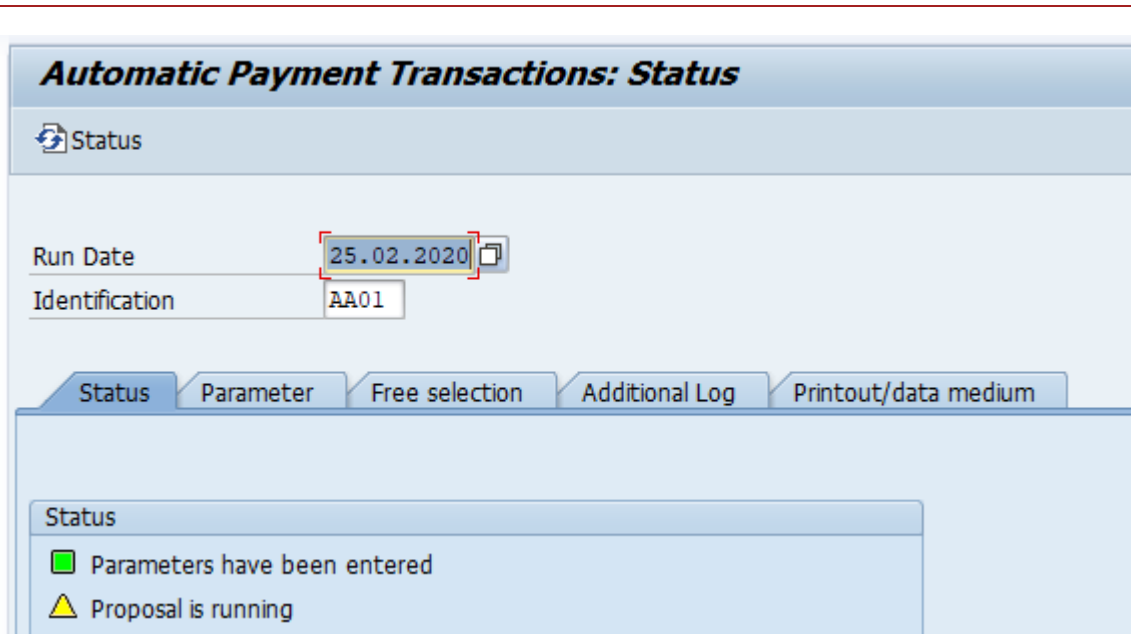 Automatic Payment Transactions: Status
Status
Run Date 25.02.2020
Identification AA01
Status Parameter Free selection Additional Log Printout/data medium
Status
Parameters have been entered
Proposal is running